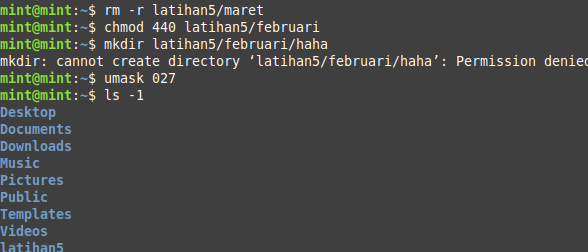 mint@mint:~$ rm -r latihan5/maret
mint@mint:~$ chmod 440 latihan5/februari
mint@mint:~$ mkdir latihan5/februari/haha
mkdir: cannot create directory ‘latihan5/februari/haha’: Permission denied
mint@mint:~$ umask 027
mint@mint:~$ ls -1
Desktop
Documents
Downloads
Music
Pictures
Public
Templates
Videos
latihan5